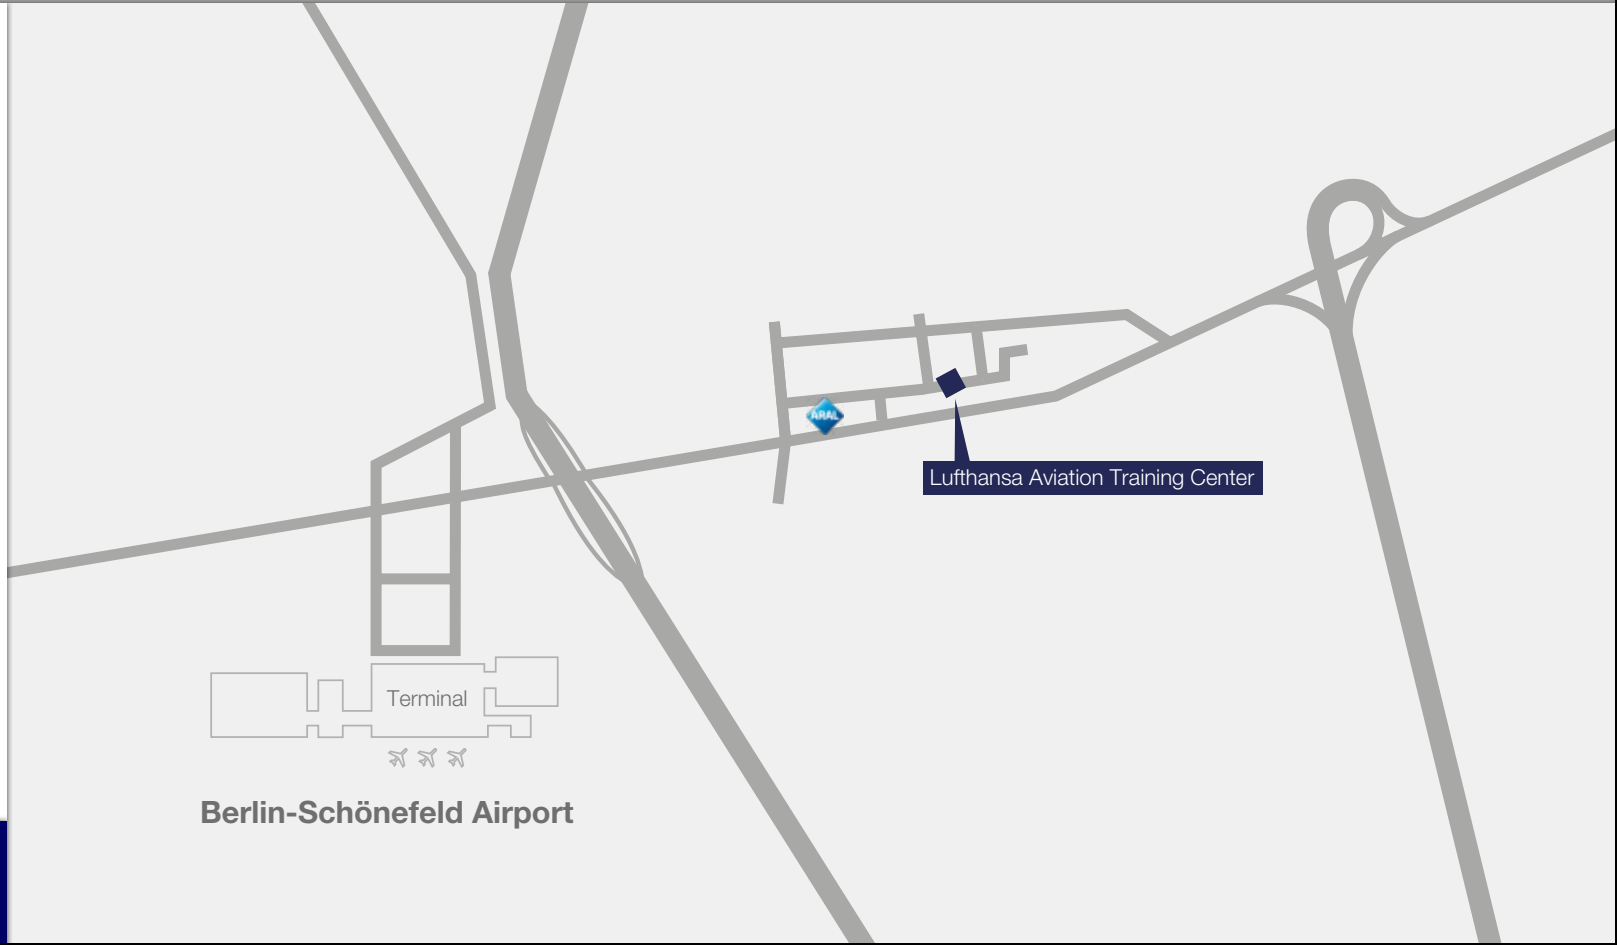 ARAL
Lufthansa Aviation Training Center
Terminal
Berlin-Schönefeld Airport